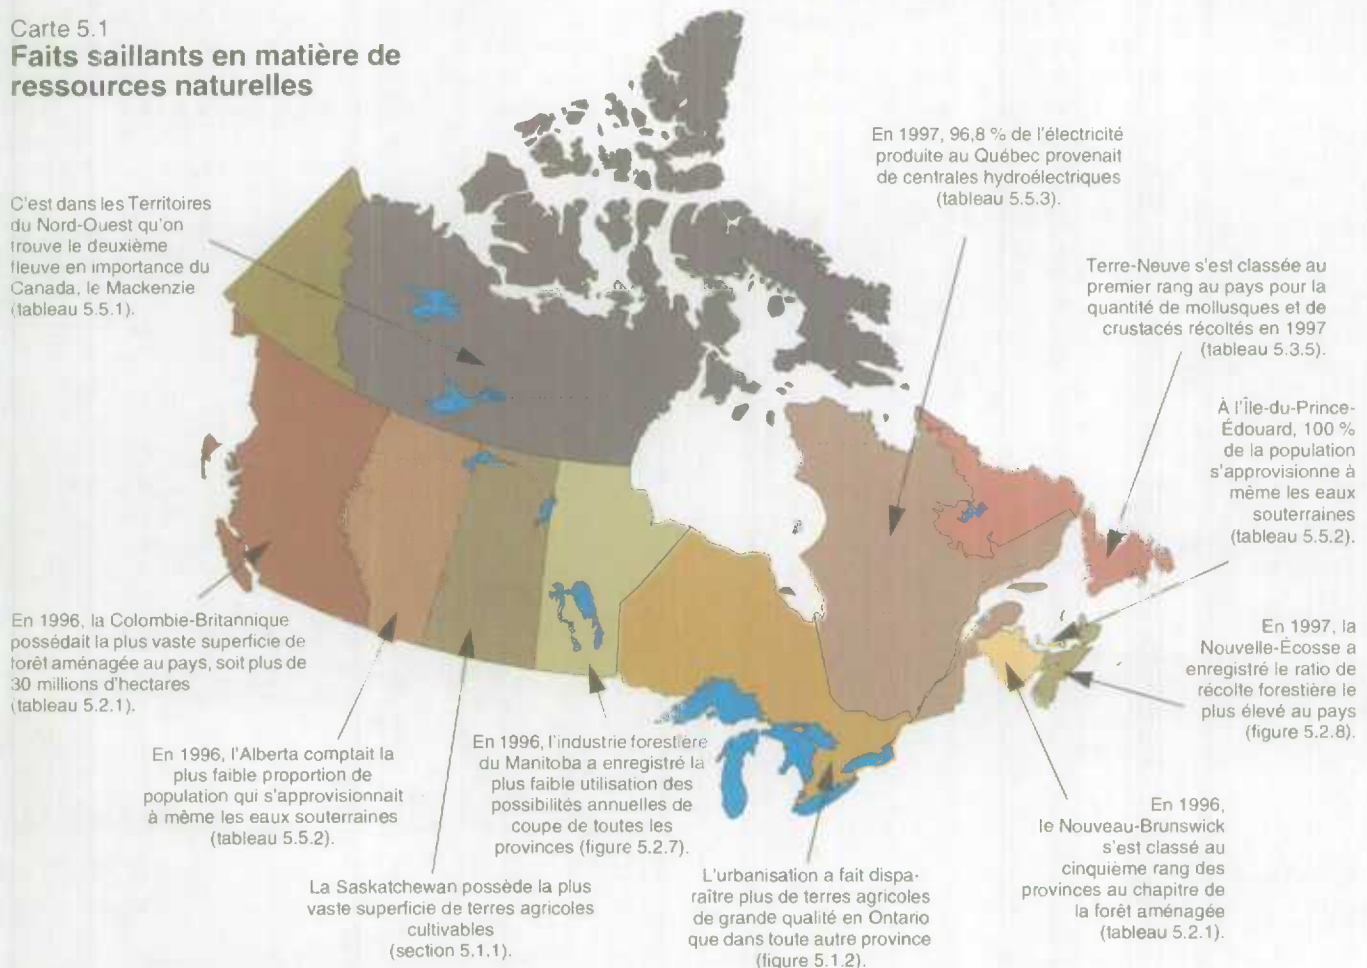 Carte 5.1
Faits saillants en matière de
ressources naturelles
C'est dans les Territoires
du Nord-Ouest qu'on
trouve le deuxième
fleuve en importance du
Canada, le Mackenzie
(tableau 5.5.1).
En 1997, 96,8 % de l'électricité
produite au Québec provenait
de centrales hydroélectriques
(tableau 5.5.3).
Terre-Neuve s'est classée au
premier rang au pays pour la
quantité de mollusques et de
crustacés récoltés en 1997
(tableau 5.3.5).
À l'Île-du-Prince-
Édouard, 100 %
de la population
s'approvisionne à
même les eaux
souterraines
(tableau 5.5.2).
En 1997, la
Nouvelle-Écosse a
enregistré le ratio de
récolte forestière le
plus élevé au pays
(figure 5.2.8).
En 1996, la Colombie-Britannique
possédait la plus vaste superficie de
forêt aménagée au pays, soit plus de
30 millions d'hectares
(tableau 5.2.1).
En 1996, l'Alberta comptait la
plus faible proportion de
population qui s'approvisionnait
à même les eaux souterraines
(tableau 5.5.2).
La Saskatchewan possède la plus
vaste superficie de terres agricoles
cultivables
(section 5.1.1).
En 1996, l'industrie forestière
du Manitoba a enregistré la
plus faible utilisation des
possibilités annuelles de
coupe de toutes les
provinces (figure 5.2.7).
L'urbanisation a fait dispa-
raître plus de terres agricoles
de grande qualité en Ontario
que dans toute autre province
(figure 5.1.2).
En 1996,
le Nouveau-Brunswick
s'est classé au
cinquième rang des
provinces au chapitre de
la forêt aménagée
(tableau 5.2.1).